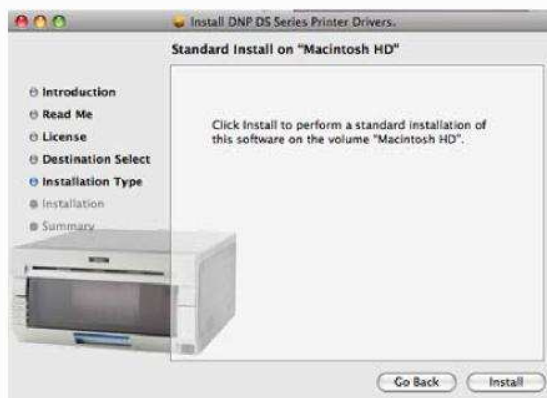 Install DNP DS Series Printer Drivers.
Standard Install on "Macintosh HD"
Introduction
Read Me
License
Destination Select
Installation Type
Installation
Summary
Click Install to perform a standard installation of
this software on the volume "Macintosh HD".
Go Back
Install